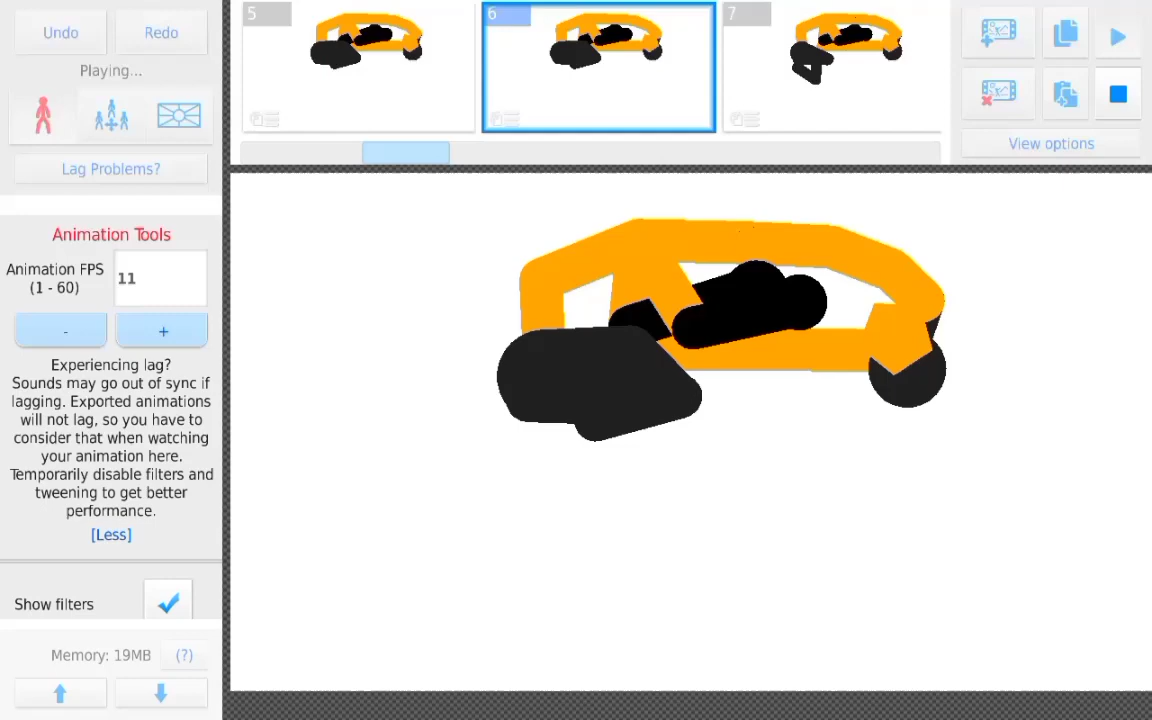 Undo
Redo
Playing...
Lag Problems?
Animation Tools
Animation FPS
(1 - 60)
11
-
+
Experiencing lag?
Sounds may go out of sync if
lagging. Exported animations
will not lag, so you have to
consider that when watching
your animation here.
Temporarily disable filters and
tweening to get better
performance.
[Less]
Show filters
Memory: 19MB
(?)
5
6
7
View options